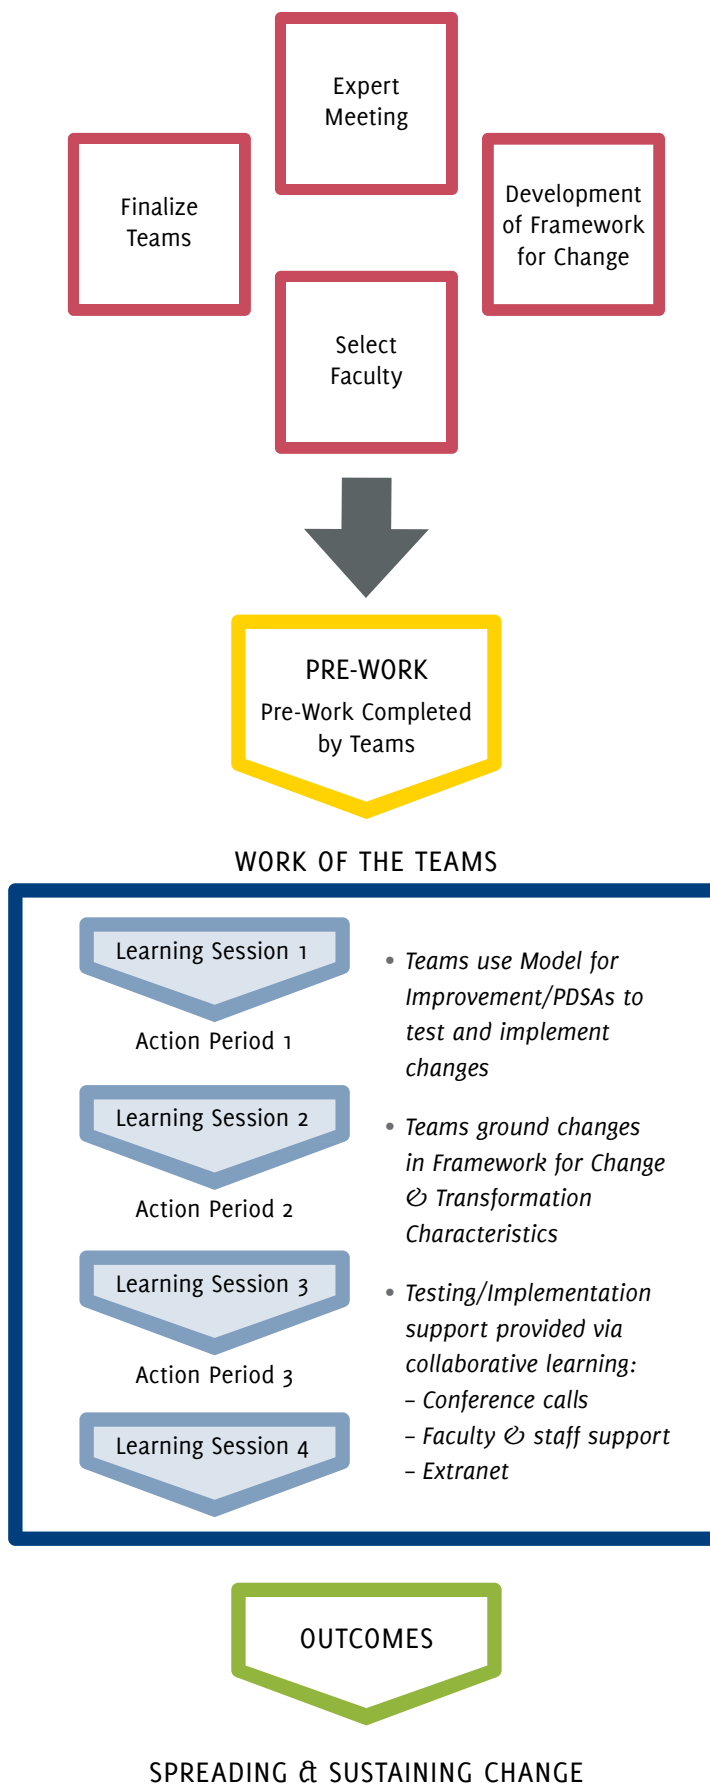 Expert
Meeting
Finalize
Teams
Development
of Framework
for Change
Select
Faculty
PRE-WORK
Pre-Work Completed
by Teams
WORK OF THE TEAMS
Learning Session 1
Action Period 1
Learning Session 2
Action Period 2
Learning Session 3
Action Period 3
Learning Session 4
• Teams use Model for
Improvement/PDSAs to
test and implement
changes
• Teams ground changes
in Framework for Change
& Transformation
Characteristics
• Testing/Implementation
support provided via
collaborative learning:
– Conference calls
– Faculty & staff support
– Extranet
OUTCOMES
SPREADING & SUSTAINING CHANGE